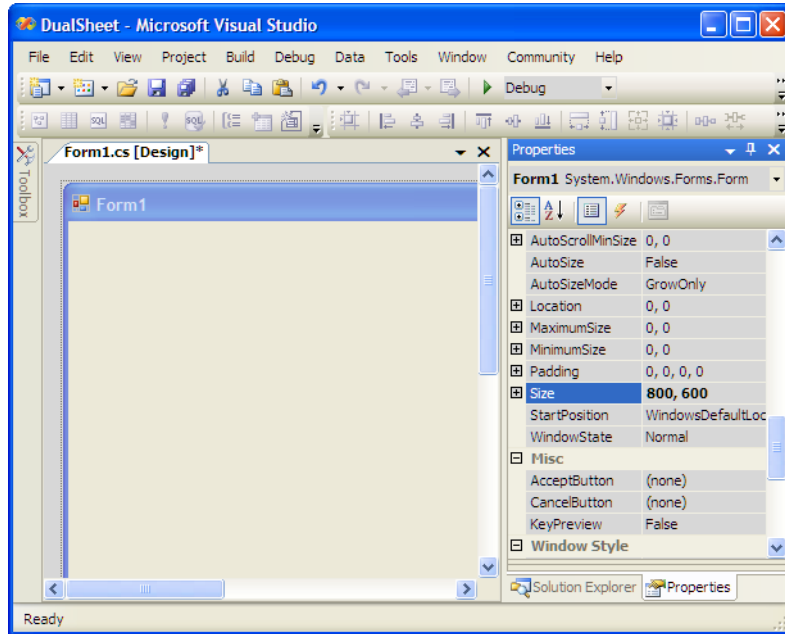 DualSheet - Microsoft Visual Studio
File Edit View Project Build Debug Data Tools Window Community Help
Debug
SQL SQL
Toolbox
Form1.cs [Design]*
Form1
Properties
Form1 System.Windows.Forms.Form
AutoScrollMinSize 0, 0
AutoSize False
AutoSizeMode GrowOnly
Location 0, 0
MaximumSize 0, 0
MinimumSize 0, 0
Padding 0, 0, 0, 0
Size 800, 600
StartPosition WindowsDefaultLoc
WindowState Normal
Misc
AcceptButton (none)
CancelButton (none)
KeyPreview False
Window Style
Solution Explorer Properties
Ready